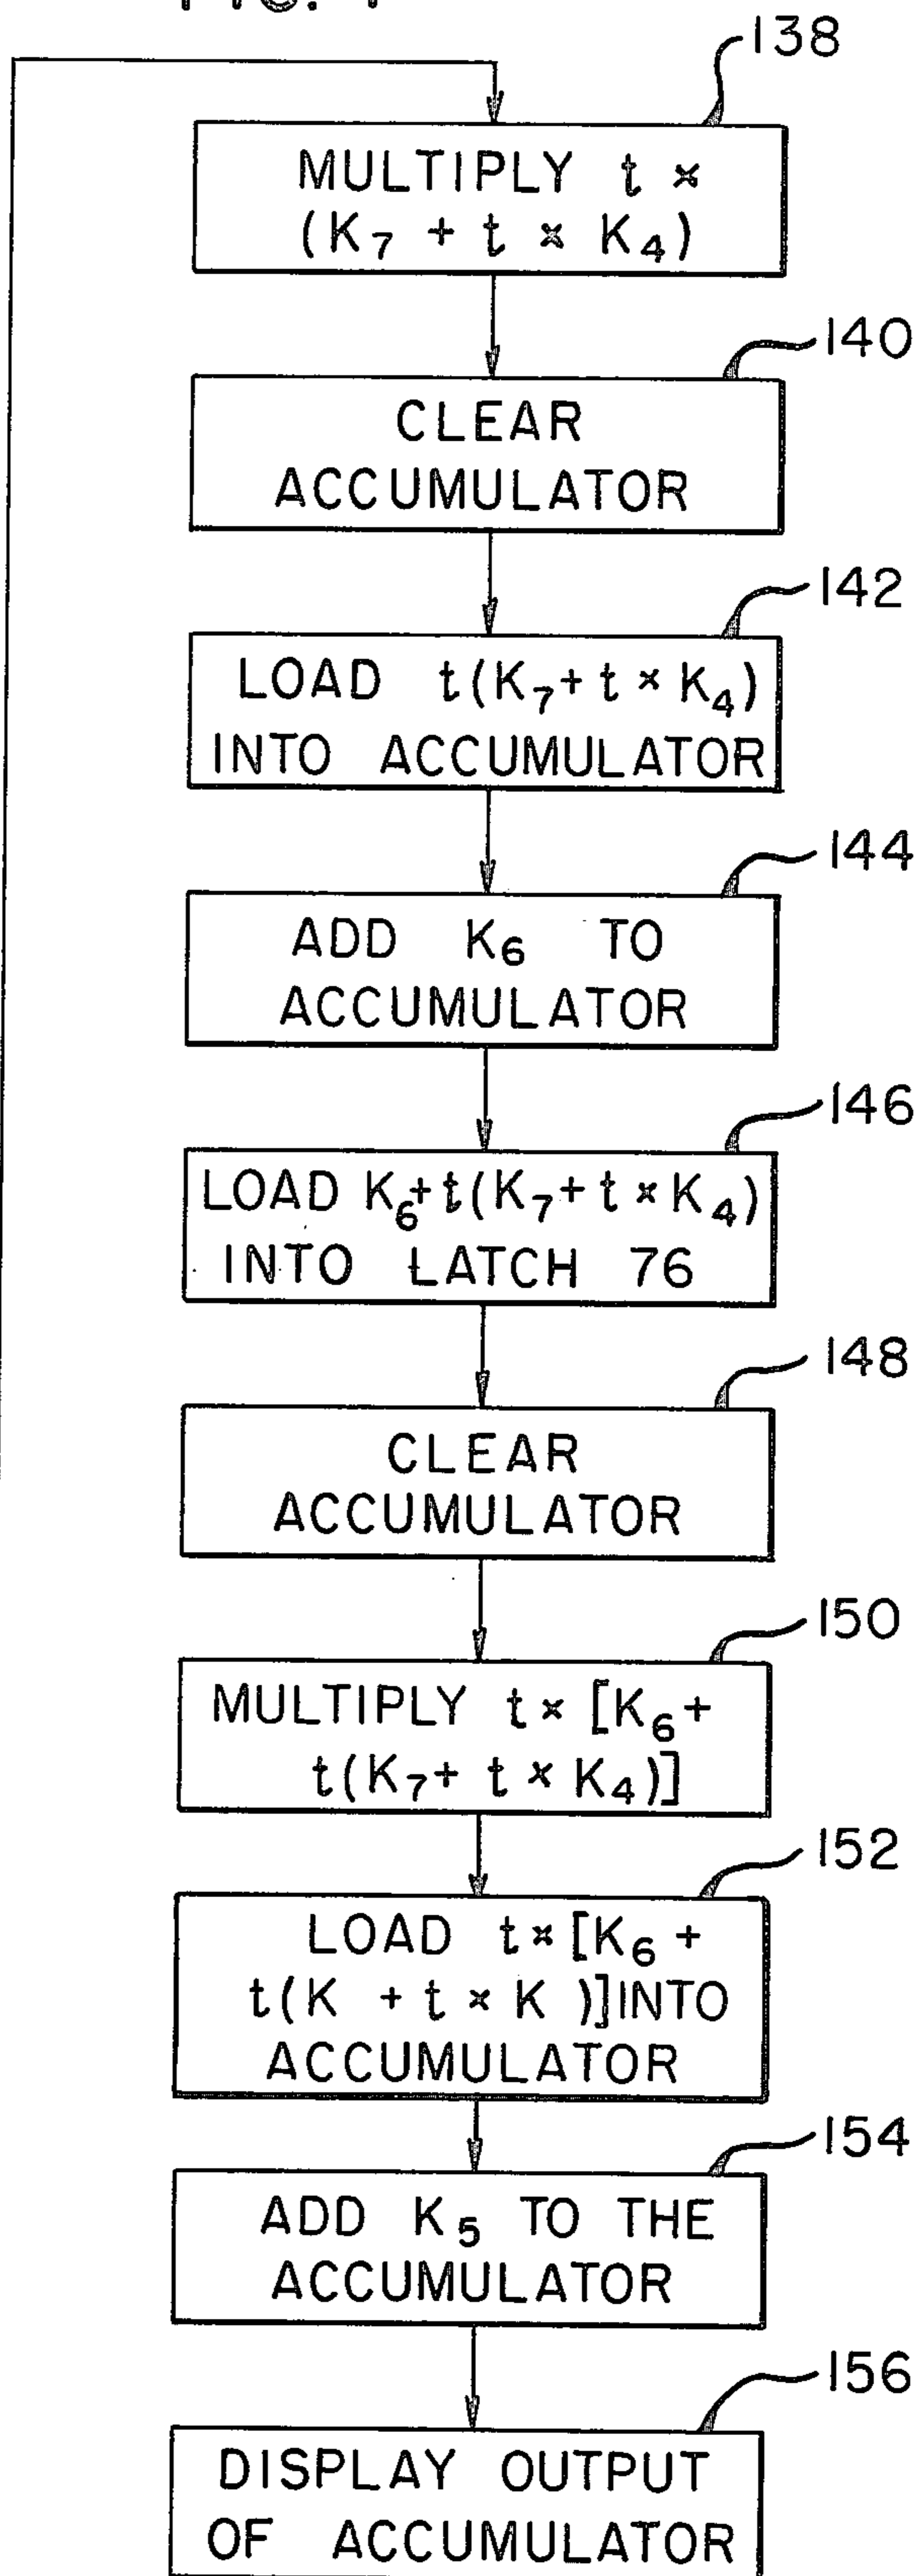 138
MULTIPLY t ×
(K₇ + t × K₄)
140
CLEAR
ACCUMULATOR
142
LOAD t(K₇+ t × K₄)
INTO ACCUMULATOR
144
ADD K₆ TO
ACCUMULATOR
146
LOAD K₆+t(K₇+ t × K₄)
INTO LATCH 76
148
CLEAR
ACCUMULATOR
150
MULTIPLY t × [K₆ +
t(K₇+ t × K₄)]
152
LOAD t × [K₆ +
t(K + t × K )] INTO
ACCUMULATOR
154
ADD K₅ TO THE
ACCUMULATOR
156
DISPLAY OUTPUT
OF ACCUMULATOR